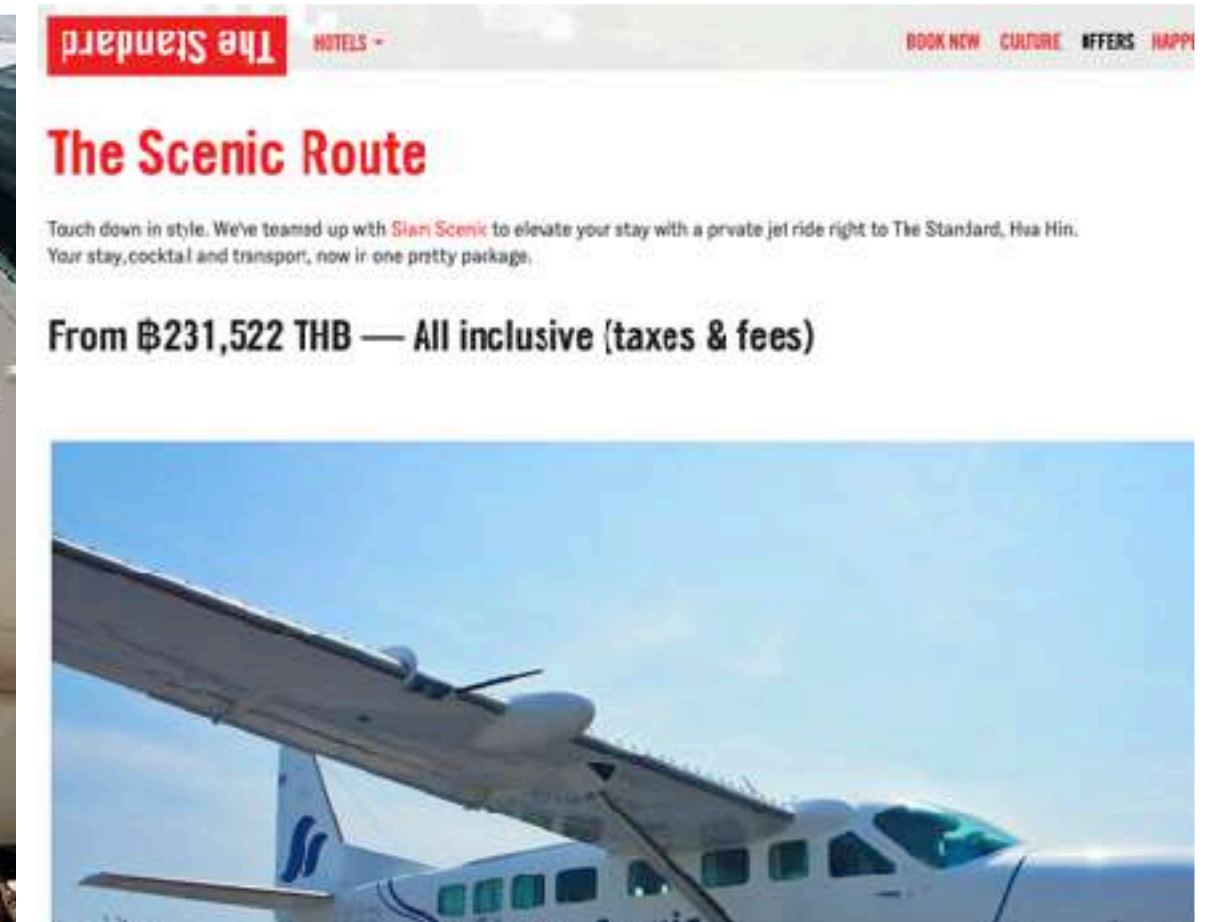 The Standard
HOTELS
BOOK NOW CULTURE OFFERS
The Scenic Route
Touch down in style. We've teamed up with Siam Scenic to elevate your stay with a private jet ride right to The Standard, Hua Hin.
Your stay, cocktail and transport, now in one pretty package.
From ฿231,522 THB — All inclusive (taxes & fees)
Scenic